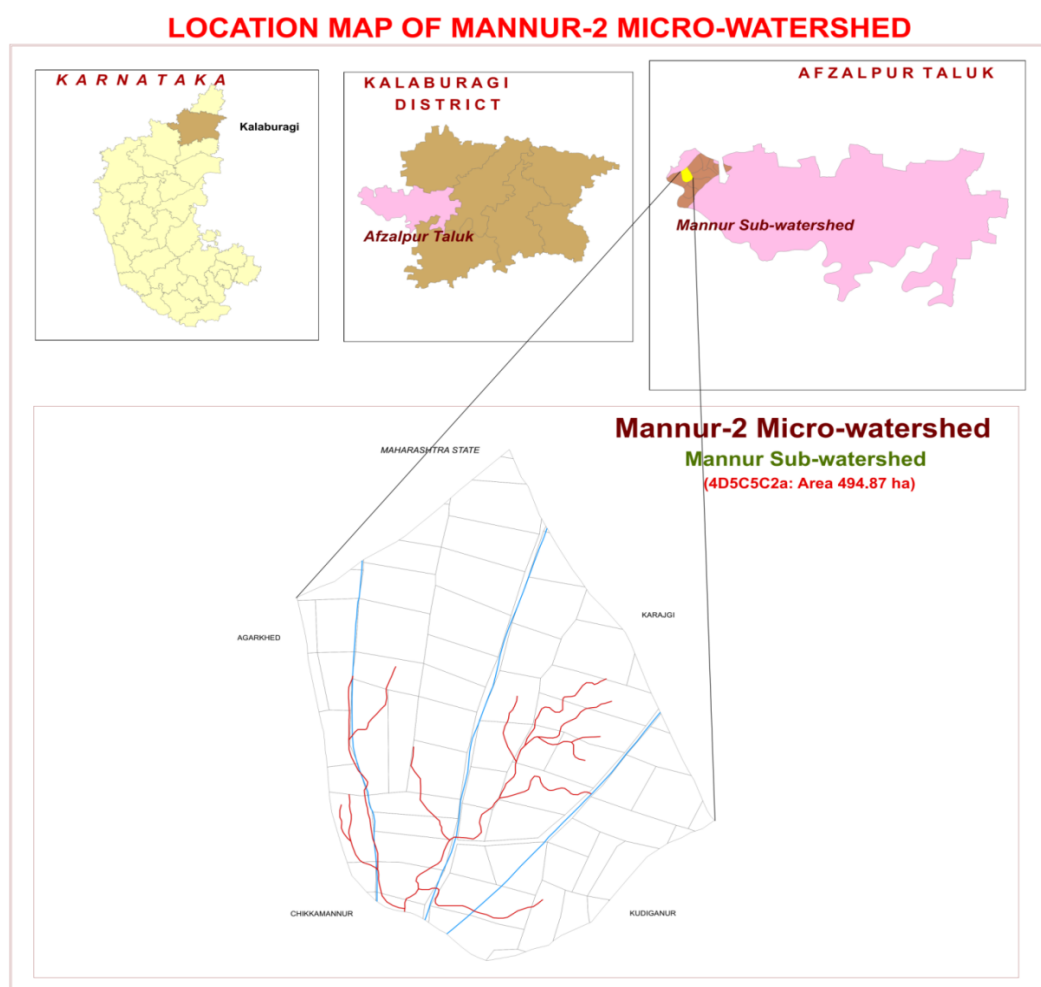 LOCATION MAP OF MANNUR-2 MICRO-WATERSHED
KARNATAKA
Kalaburagi
KALABURAGI
DISTRICT
Afzalpur Taluk
AFZALPUR TALUK
Mannur Sub-watershed
Mannur-2 Micro-watershed
Mannur Sub-watershed
(4D5C5C2a: Area 494.87 ha)
MAHARASHTRA STATE
AGARKHED
KARAJGI
CHIKKAMANNUR
KUDIGANUR